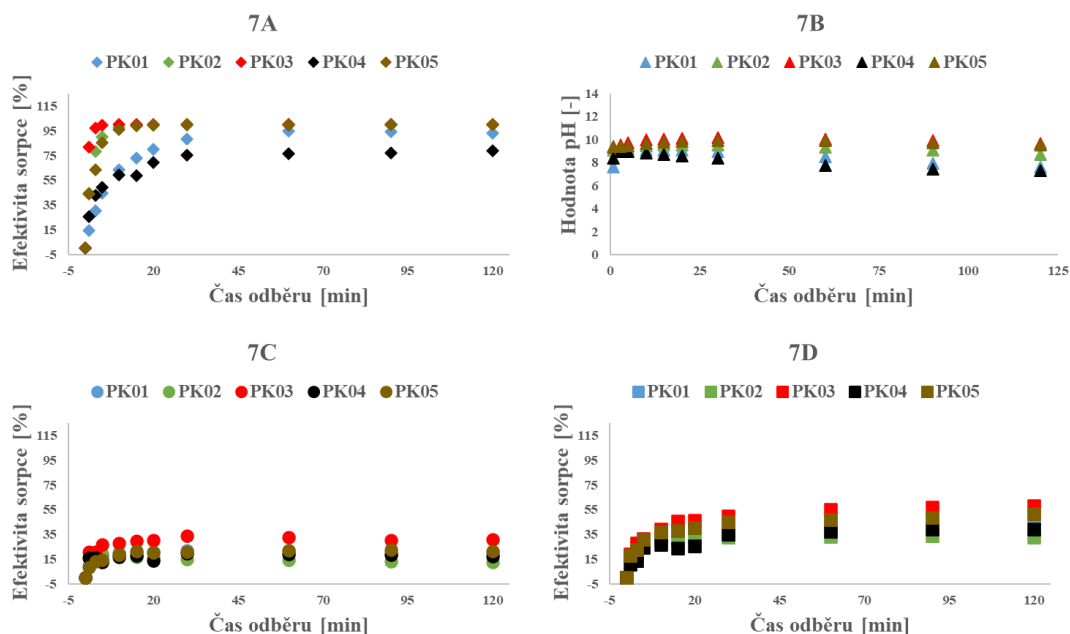 7A
PK01 PK02 PK03 PK04 PK05
Efektivita sorpce [%]
115
95
75
55
35
15
-5
-5 20 45 70 95 120
Čas odběru [min]
7B
PK01 PK02 PK03 PK04 PK05
Hodnota pH [-]
14
12
10
8
6
4
2
0
0 25 50 75 100 125
Čas odběru [min]
7C
PK01 PK02 PK03 PK04 PK05
Efektivita sorpce [%]
115
95
75
55
35
15
-5
-5 20 45 70 95 120
Čas odběru [min]
7D
PK01 PK02 PK03 PK04 PK05
Efektivita sorpce [%]
115
95
75
55
35
15
-5
-5 20 45 70 95 120
Čas odběru [min]